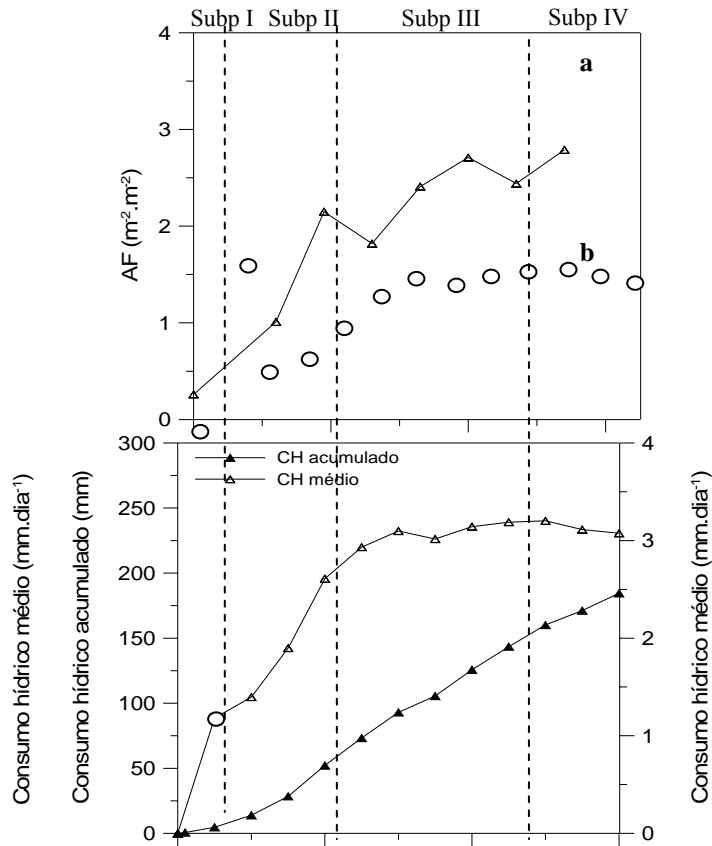 Subp I Subp II Subp III Subp IV
4
a
3
AF (m⁻².m⁻²)
2
b
1
0
300 4
CH acumulado
CH médio
250
3
200
Consumo hídrico médio (mm.dia⁻¹)
Consumo hídrico acumulado (mm)
150 2
Consumo hídrico médio (mm.dia⁻¹)
100
1
50
0 0